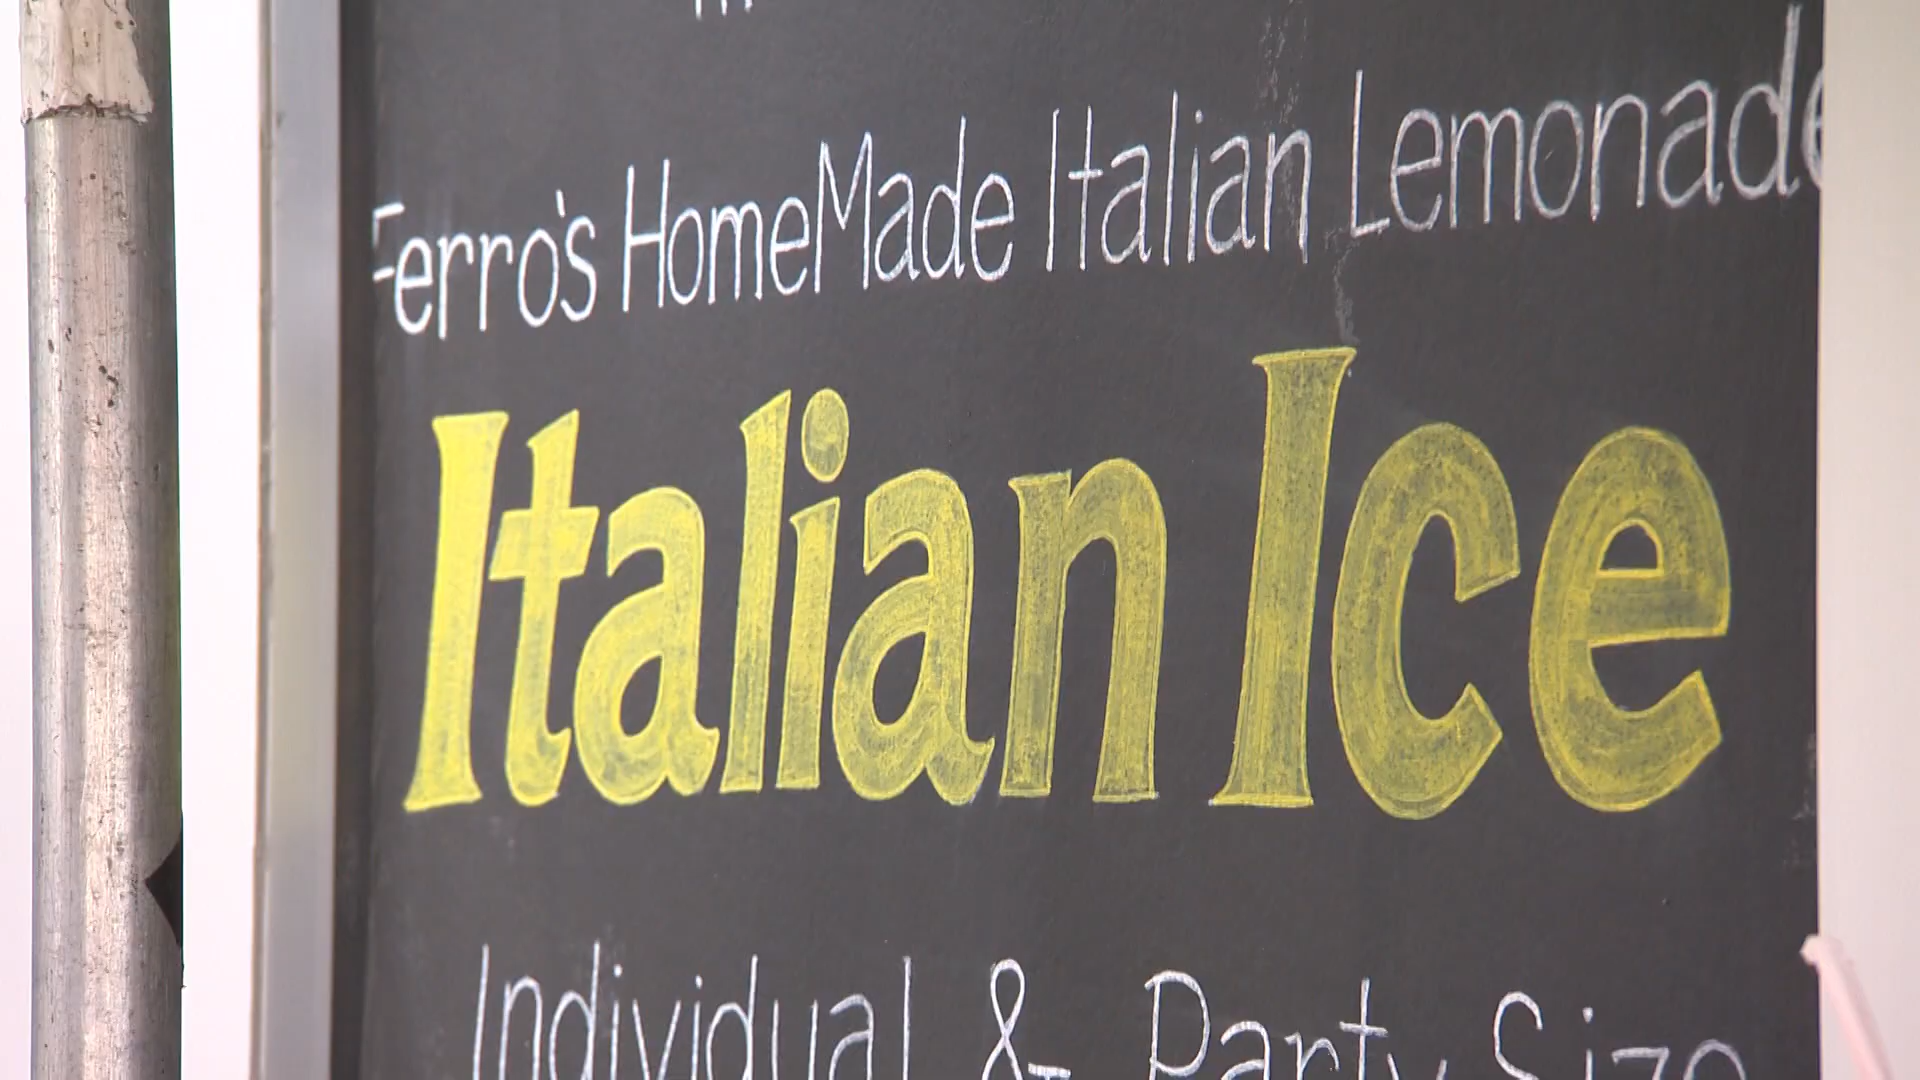 Ferro's HomeMade Italian Lemonade
Italian Ice
Individual & Party Size